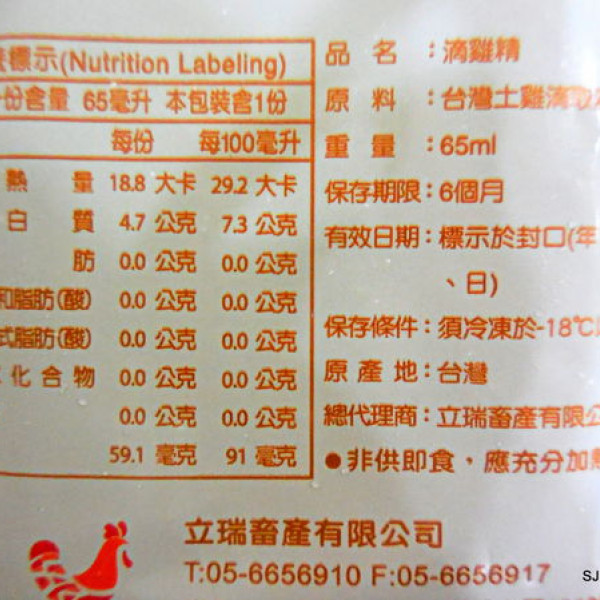 標示(Nutrition Labeling)
份含量 65毫升 本包裝含1份
每份 每100毫升
熱量 18.8 大卡 29.2 大卡
白質 4.7 公克 7.3 公克
肪 0.0 公克 0.0 公克
和脂肪(酸) 0.0 公克 0.0 公克
式脂肪(酸) 0.0 公克 0.0 公克
化合物 0.0 公克 0.0 公克
0.0 公克 0.0 公克
59.1 毫克 91 毫克
品名：滴雞精
原料：台灣土雞滴
重量：65ml
保存期限：6個月
有效日期：標示於封口(年
、日)
保存條件：須冷凍於-18℃
原產地：台灣
總代理商：立瑞畜產有限公
●非供即食，應充分加熱
立瑞畜產有限公司
T:05-6656910 F:05-6656917
SJ